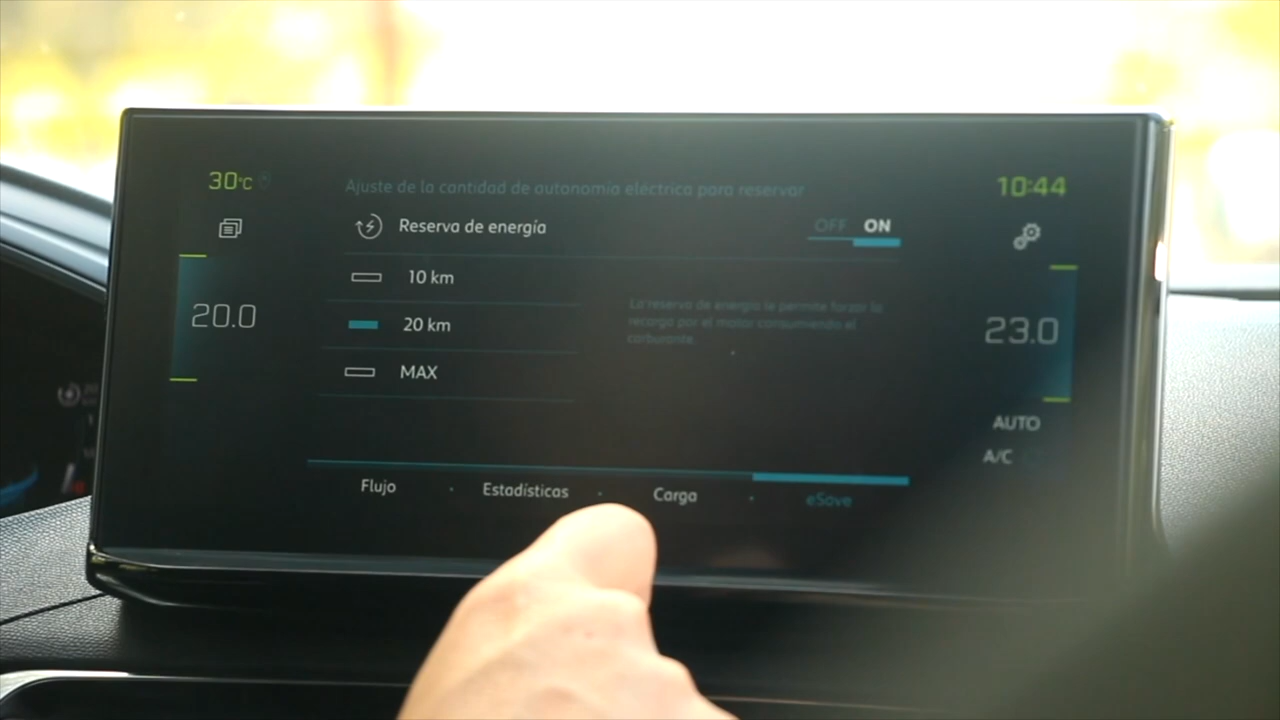 30°C
Ajuste de la cantidad de autonomía eléctrica para reservar
10:44
Reserva de energía
OFF ON
10 km
20.0
20 km
La reserva de energía le permite forzar la
recarga por el motor consumiendo el
carburante.
23.0
MAX
AUTO
A/C
Flujo
Estadísticas
Carga
eSave